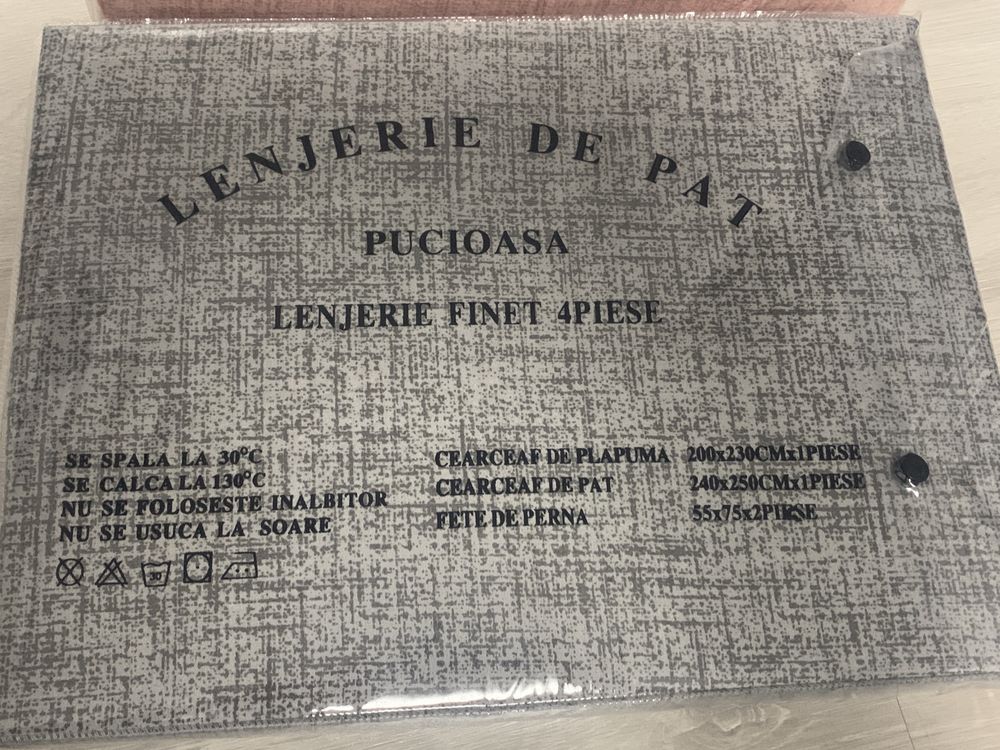 LENJERIE DE PAT
PUCIOASA
LENJERIE FINET 4PIESE
SE SPALA LA 30°C
SE CALCA LA 130°C
NU SE FOLOSESTE INALBITOR
NU SE USUCA LA SOARE
CEARCEAF DE PLAPUMA 200x230CMx1PIESE
CEARCEAF DE PAT 240x250CMx1PIESE
FETE DE PERNA 55x75x2PIESE